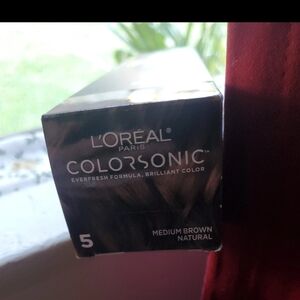 L'ORÉAL
PARIS
COLORSONIC™
EVERFRESH FORMULA, BRILLIANT COLOR
5
MEDIUM BROWN
NATURAL